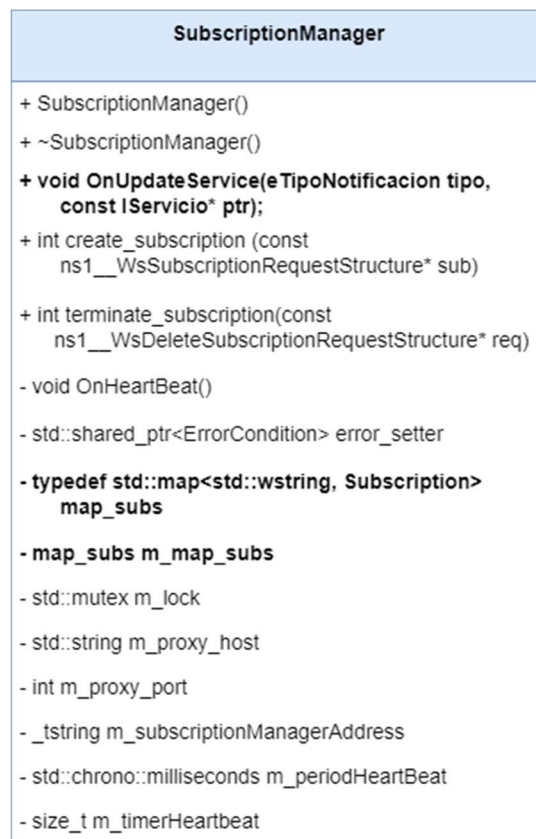 SubscriptionManager
+ SubscriptionManager()
+ ~SubscriptionManager()
+ void OnUpdateService(eTipoNotificacion tipo,
const IServicio* ptr);
+ int create_subscription (const
ns1__WsSubscriptionRequestStructure* sub)
+ int terminate_subscription(const
ns1__WsDeleteSubscriptionRequestStructure* req)
- void OnHeartBeat()
- std::shared_ptr<ErrorCondition> error_setter
- typedef std::map<std::wstring, Subscription>
map_subs
- map_subs m_map_subs
- std::mutex m_lock
- std::string m_proxy_host
- int m_proxy_port
- _tstring m_subscriptionManagerAddress
- std::chrono::milliseconds m_periodHeartBeat
- size_t m_timerHeartbeat